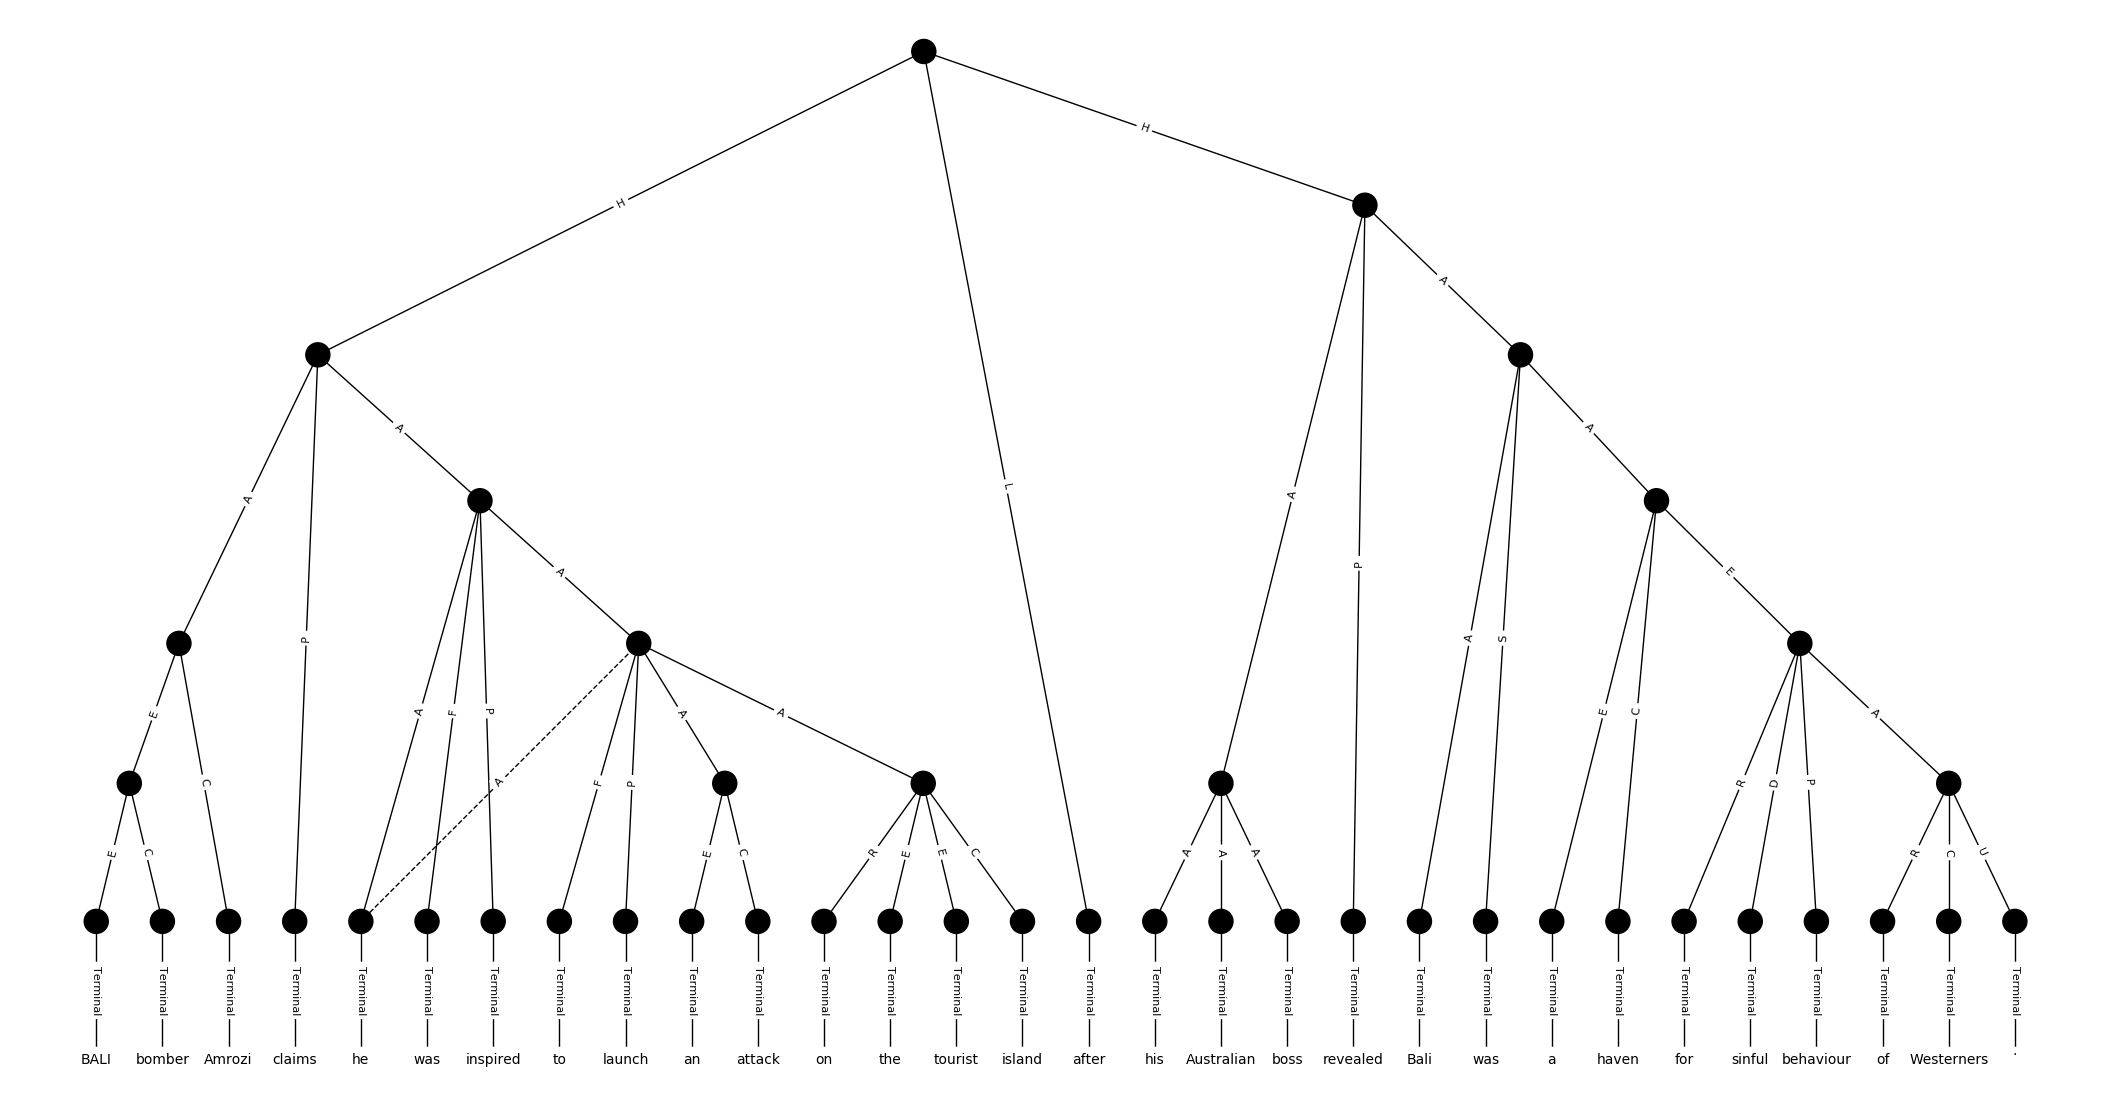 H
H
A
A
A
A
P
L
A
P
A
S
E
A
A
A
E
A
F
P
E
C
A
A
R
D
P
A
E
C
C
A
F
P
E
C
R
E
E
C
A
A
A
R
C
U
Terminal Terminal Terminal Terminal Terminal Terminal Terminal Terminal Terminal Terminal Terminal Terminal Terminal Terminal Terminal Terminal Terminal Terminal Terminal Terminal Terminal Terminal Terminal Terminal Terminal Terminal Terminal Terminal Terminal Terminal
BALI bomber Amrozi claims he was inspired to launch an attack on the tourist island after his Australian boss revealed Bali was a haven for sinful behaviour of Westerners .